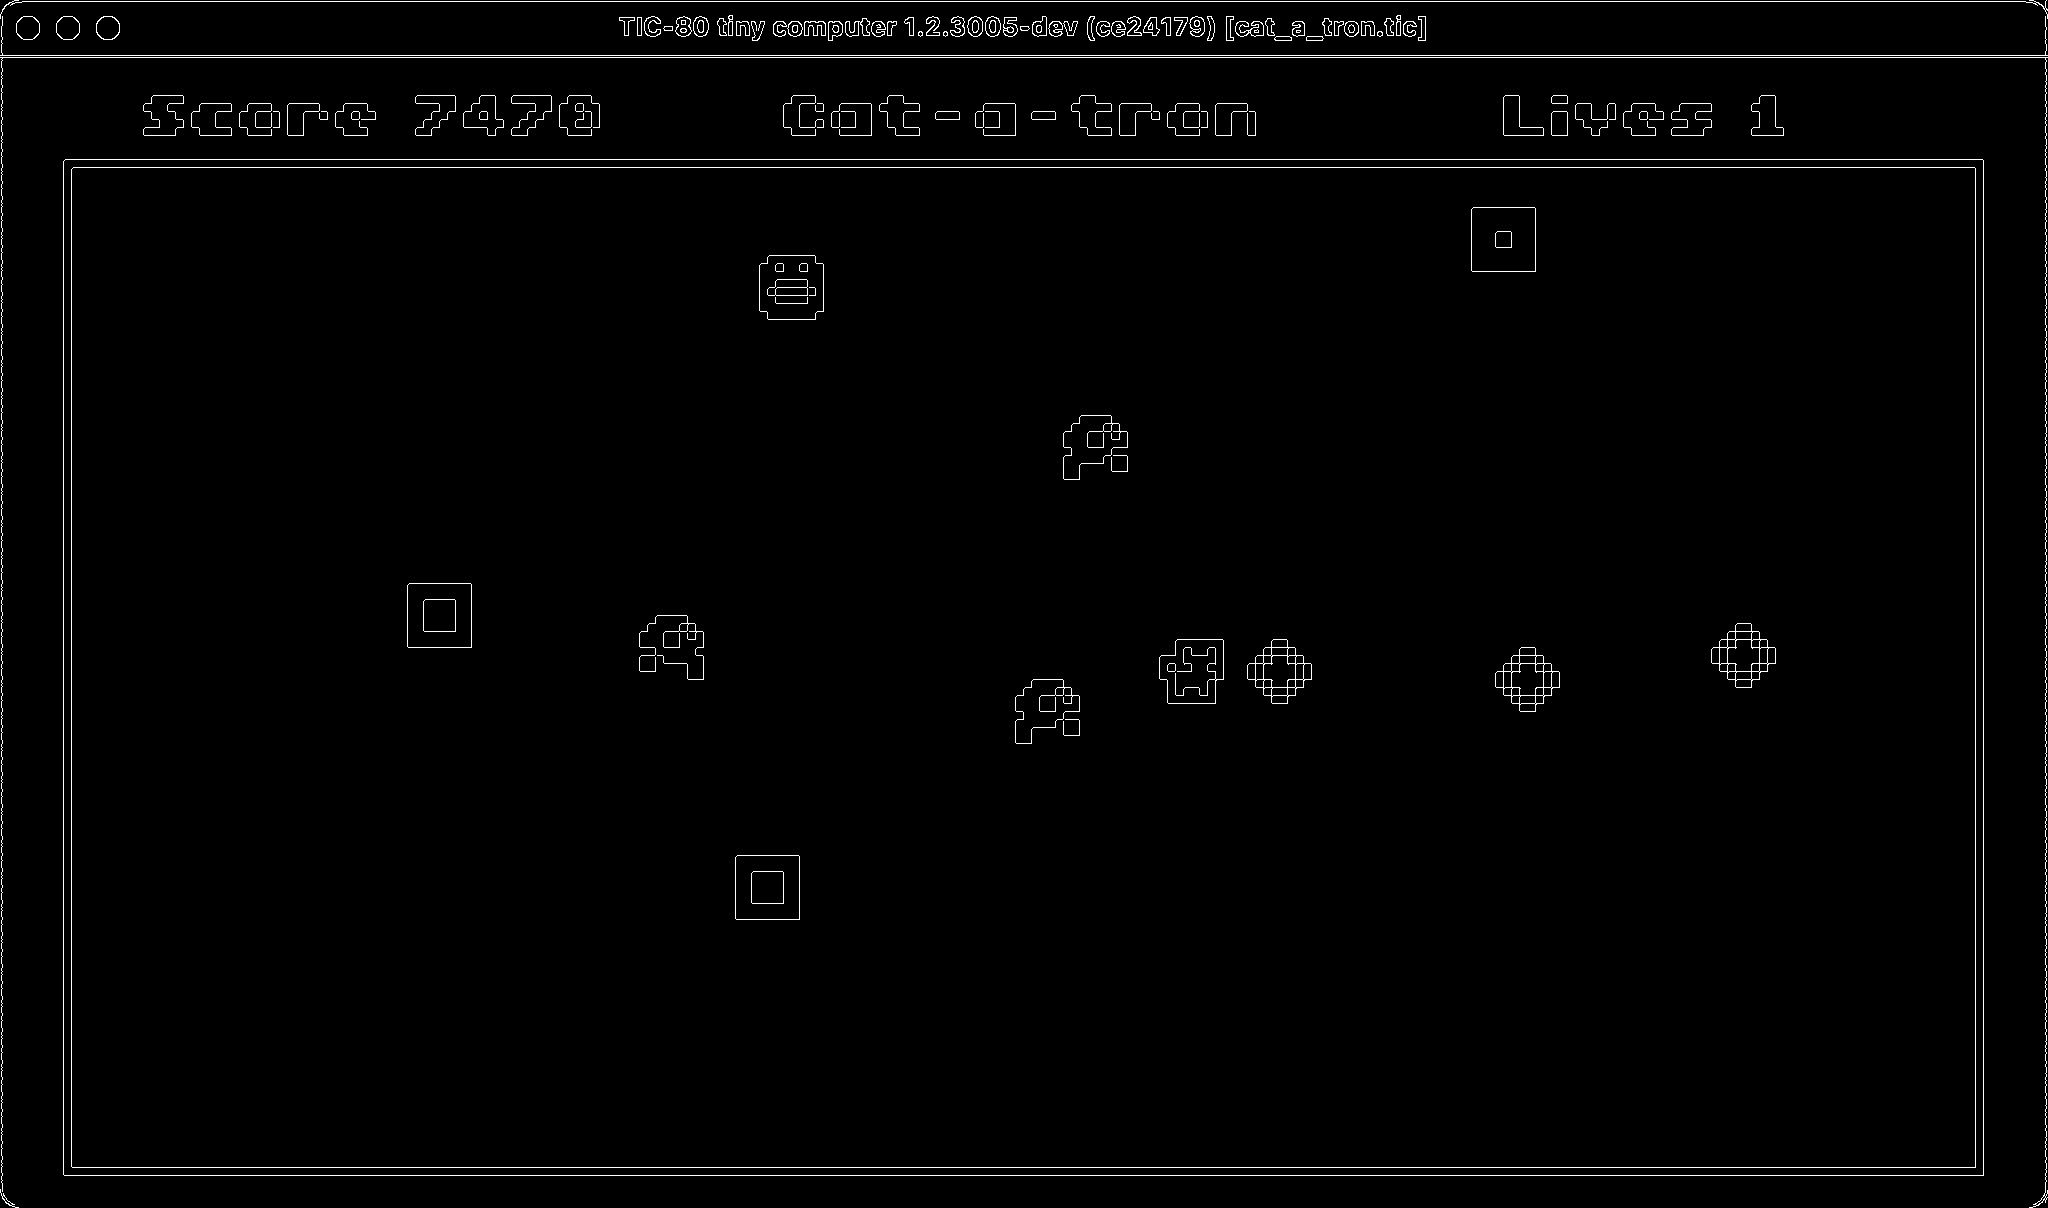 TIC-80 tiny computer 1.2.3005-dev (ce24179) [cat_a_tron.tic]
Score 7470 Cat-a-tron Lives 1